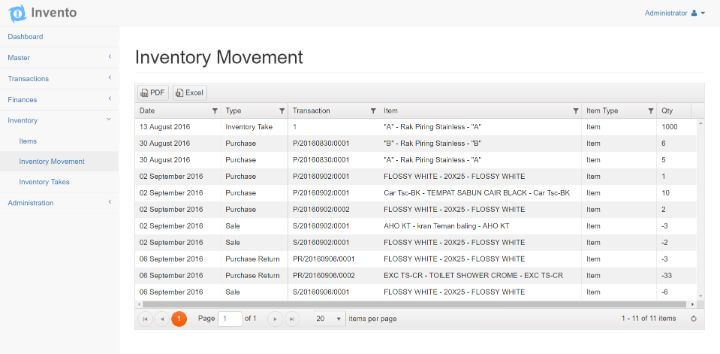 Invento
Administrator
Dashboard
Master
Transactions
Finances
Inventory
Items
Inventory Movement
Inventory Takes
Administration
Inventory Movement
PDF Excel
Date Type Transaction Item Item Type Qty
13 August 2016 Inventory Take 1 "A" - Rak Piring Stainless - "A" Item 1000
30 August 2016 Purchase P/20160830/0001 "B" - Rak Piring Stainless - "B" Item 6
30 August 2016 Purchase P/20160830/0001 "A" - Rak Piring Stainless - "A" Item 5
02 September 2016 Purchase P/20160902/0001 FLOSSY WHITE - 20X25 - FLOSSY WHITE Item 1
02 September 2016 Purchase P/20160902/0001 Car Tsc-BK - TEMPAT SABUN CAIR BLACK - Car Tsc-BK Item 10
02 September 2016 Purchase P/20160902/0002 FLOSSY WHITE - 20X25 - FLOSSY WHITE Item 2
02 September 2016 Sale S/20160902/0001 AHO KT - kran Teman baling - AHO KT Item -3
02 September 2016 Sale S/20160902/0001 FLOSSY WHITE - 20X25 - FLOSSY WHITE Item -2
06 September 2016 Purchase Return PR/20160906/0001 FLOSSY WHITE - 20X25 - FLOSSY WHITE Item -3
06 September 2016 Purchase Return PR/20160906/0002 EXC TS-CR - TOILET SHOWER CROME - EXC TS-CR Item -33
06 September 2016 Sale S/20160906/0001 FLOSSY WHITE - 20X25 - FLOSSY WHITE Item -6
1 Page 1 of 1 20 items per page 1 - 11 of 11 items